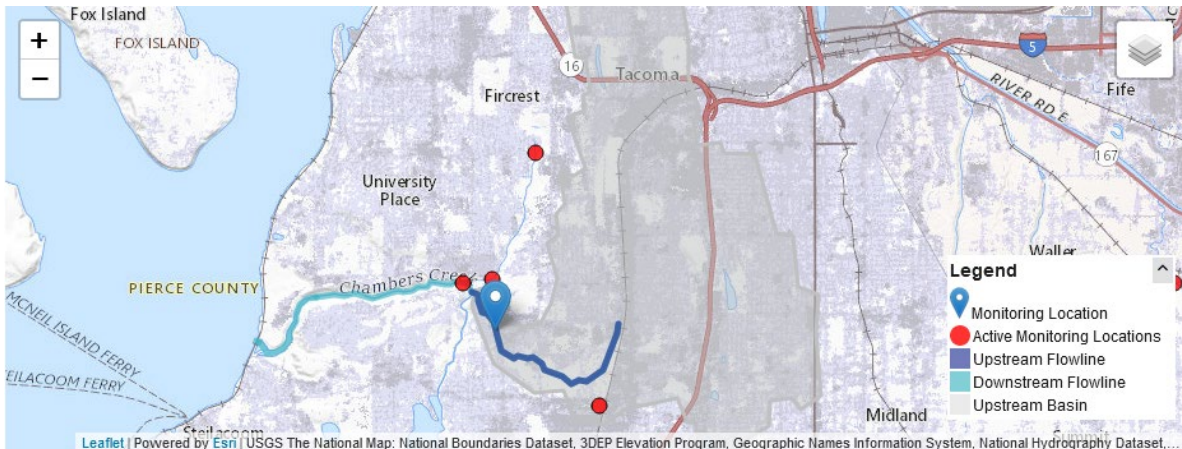 Fox Island
FOX ISLAND
+
−
16
Tacoma
5
Fife
RIVER RD E
167
Fircrest
University
Place
Waller
Chambers Creek
PIERCE COUNTY
MCNEIL ISLAND FERRY
EILACOOM FERRY
Steilacoom
Midland
Summit
Legend
Monitoring Location
Active Monitoring Locations
Upstream Flowline
Downstream Flowline
Upstream Basin
Leaflet | Powered by Esri | USGS The National Map: National Boundaries Dataset, 3DEP Elevation Program, Geographic Names Information System, National Hydrography Dataset,...